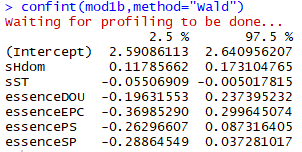 > confint(mod1b,method="Wald")
Waiting for profiling to be done...
2.5 % 97.5 %
(Intercept) 2.59086113 2.640956207
sHdom 0.11785662 0.173104765
sST -0.05506909 -0.005017815
essenceDOU -0.19631553 0.237395232
essenceEPC -0.36985290 0.299645074
essencePS -0.26296607 0.087316405
essenceSP -0.28864549 0.037281017